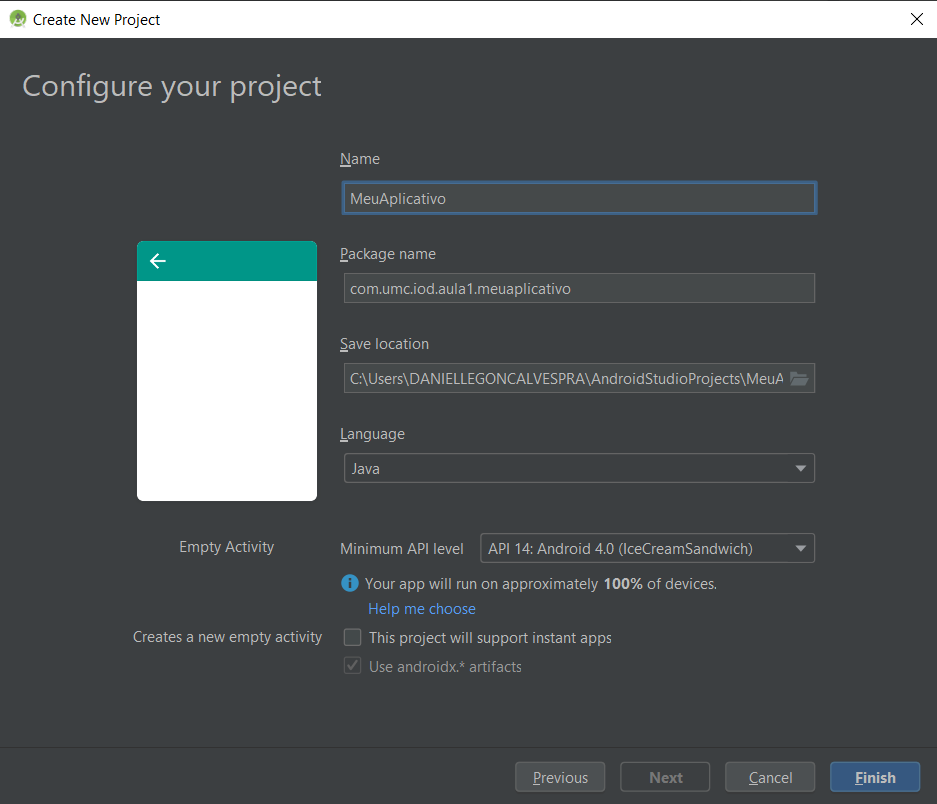 Create New Project
Configure your project
Name
MeuAplicativo
Package name
com.umc.iod.aula1.meuaplicativo
Save location
C:\Users\DANIELLEGONCALVESPRA\AndroidStudioProjects\MeuA
Language
Java
Empty Activity
Minimum API level
API 14: Android 4.0 (IceCreamSandwich)
Your app will run on approximately 100% of devices.
Help me choose
Creates a new empty activity
This project will support instant apps
Use androidx.* artifacts
Previous
Next
Cancel
Finish